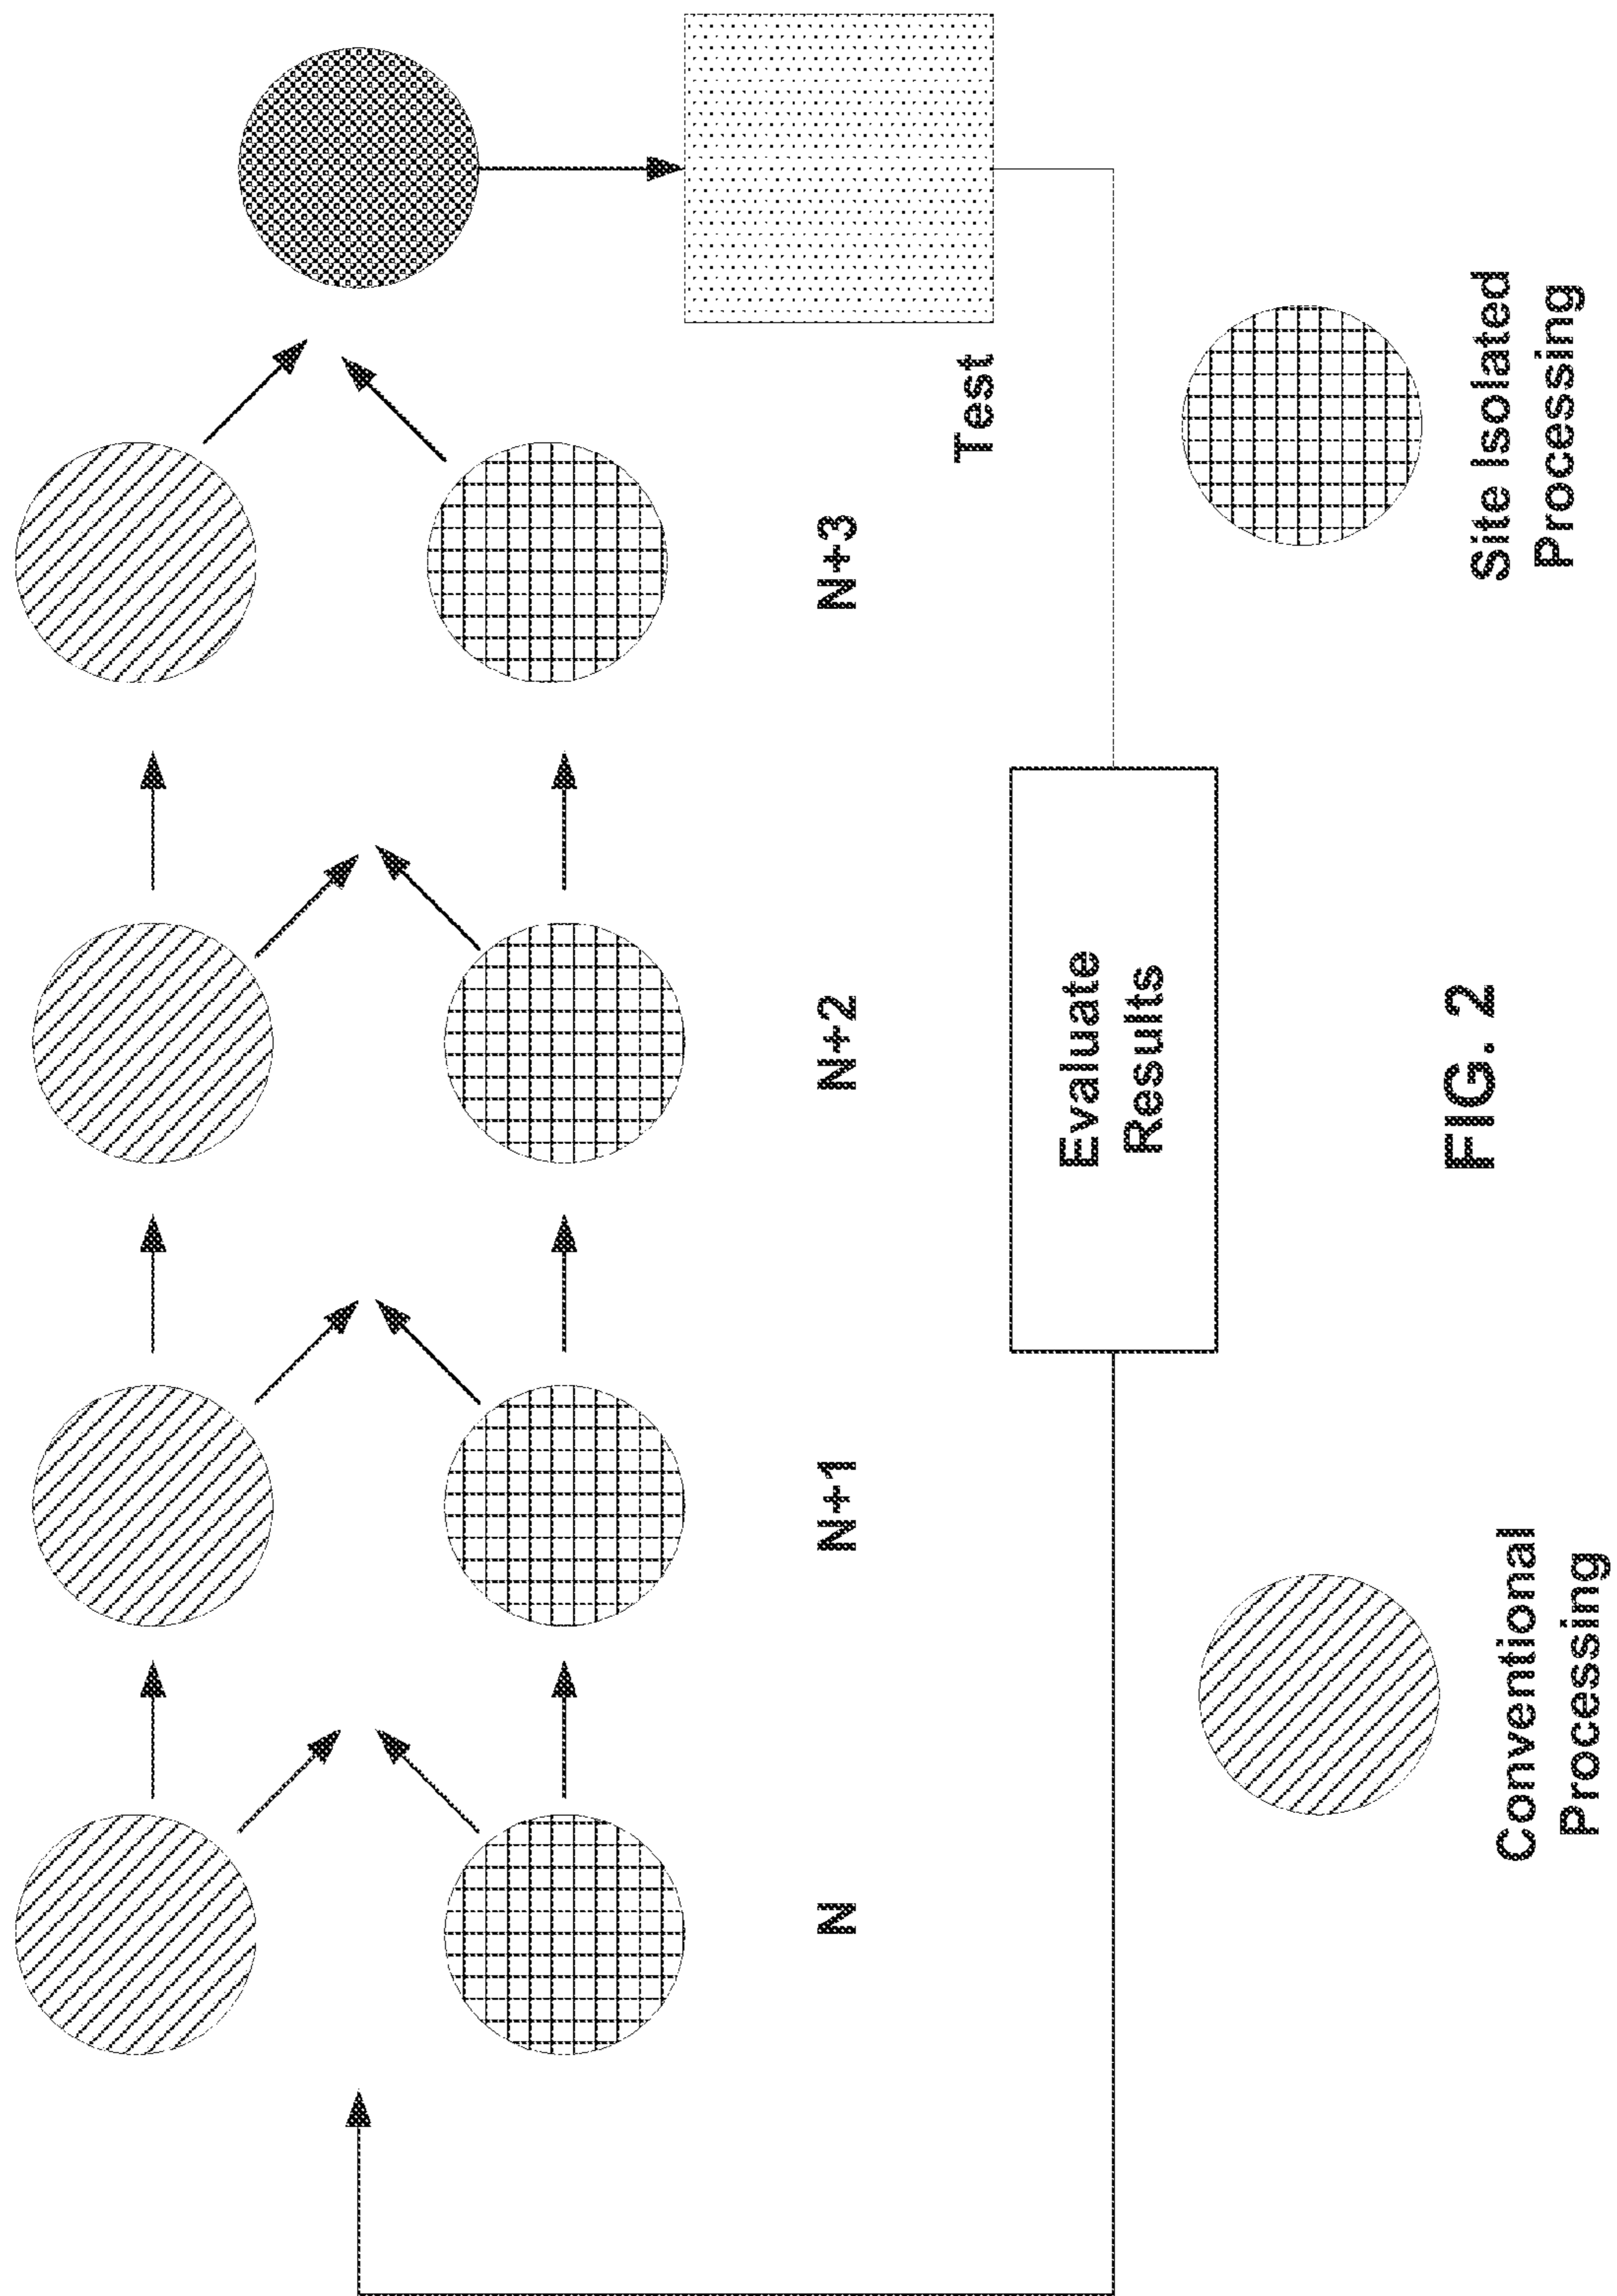 N
N+1
N+2
N+3
Test
Evaluate
Results
Conventional
Processing
Site Isolated
Processing
FIG. 2